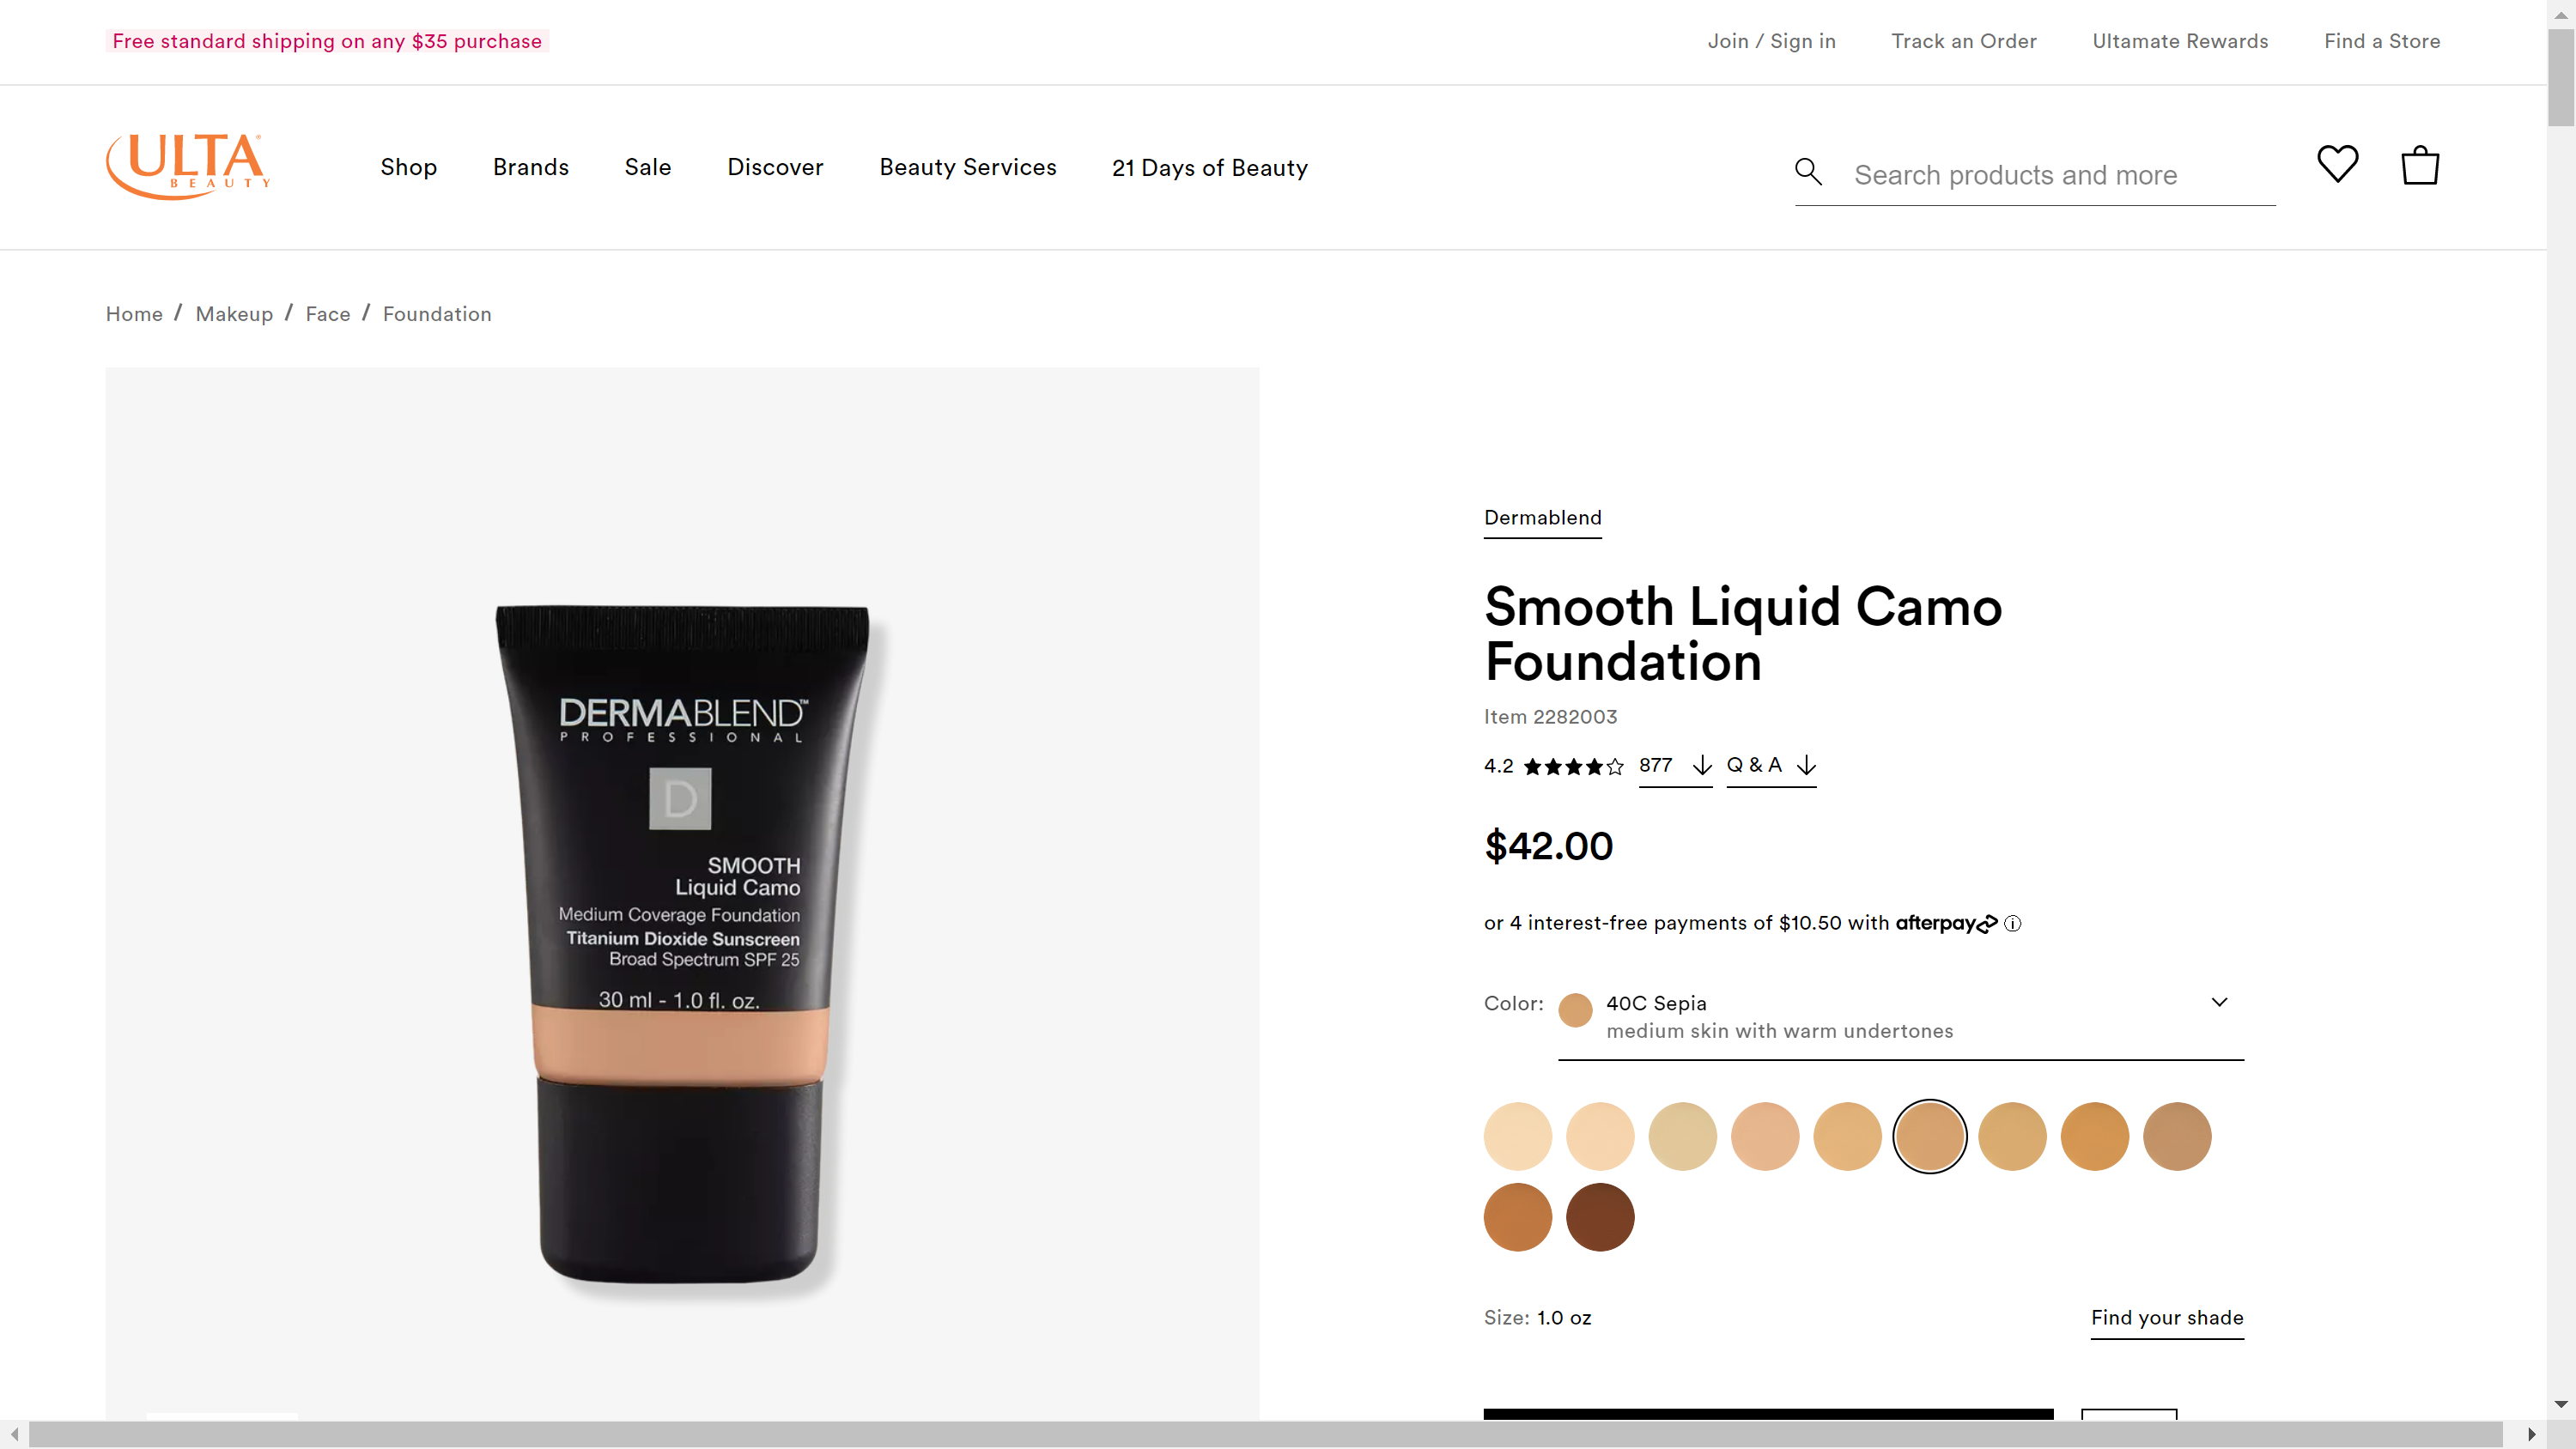 Free standard shipping on any $35 purchase
Join / Sign in
Track an Order
Ultamate Rewards
Find a Store
ULTA
BEAUTY
Shop
Brands
Sale
Discover
Beauty Services
21 Days of Beauty
Search products and more
Home / Makeup / Face / Foundation
DERMABLEND™
PROFESSIONAL
D
SMOOTH
Liquid Camo
Medium Coverage Foundation
Titanium Dioxide Sunscreen
Broad Spectrum SPF 25
30 ml - 1.0 fl. oz.
Dermablend
Smooth Liquid Camo
Foundation
Item 2282003
4.2 877 Q & A
$42.00
or 4 interest-free payments of $10.50 with afterpay
Color: 40C Sepia
medium skin with warm undertones
Size: 1.0 oz
Find your shade